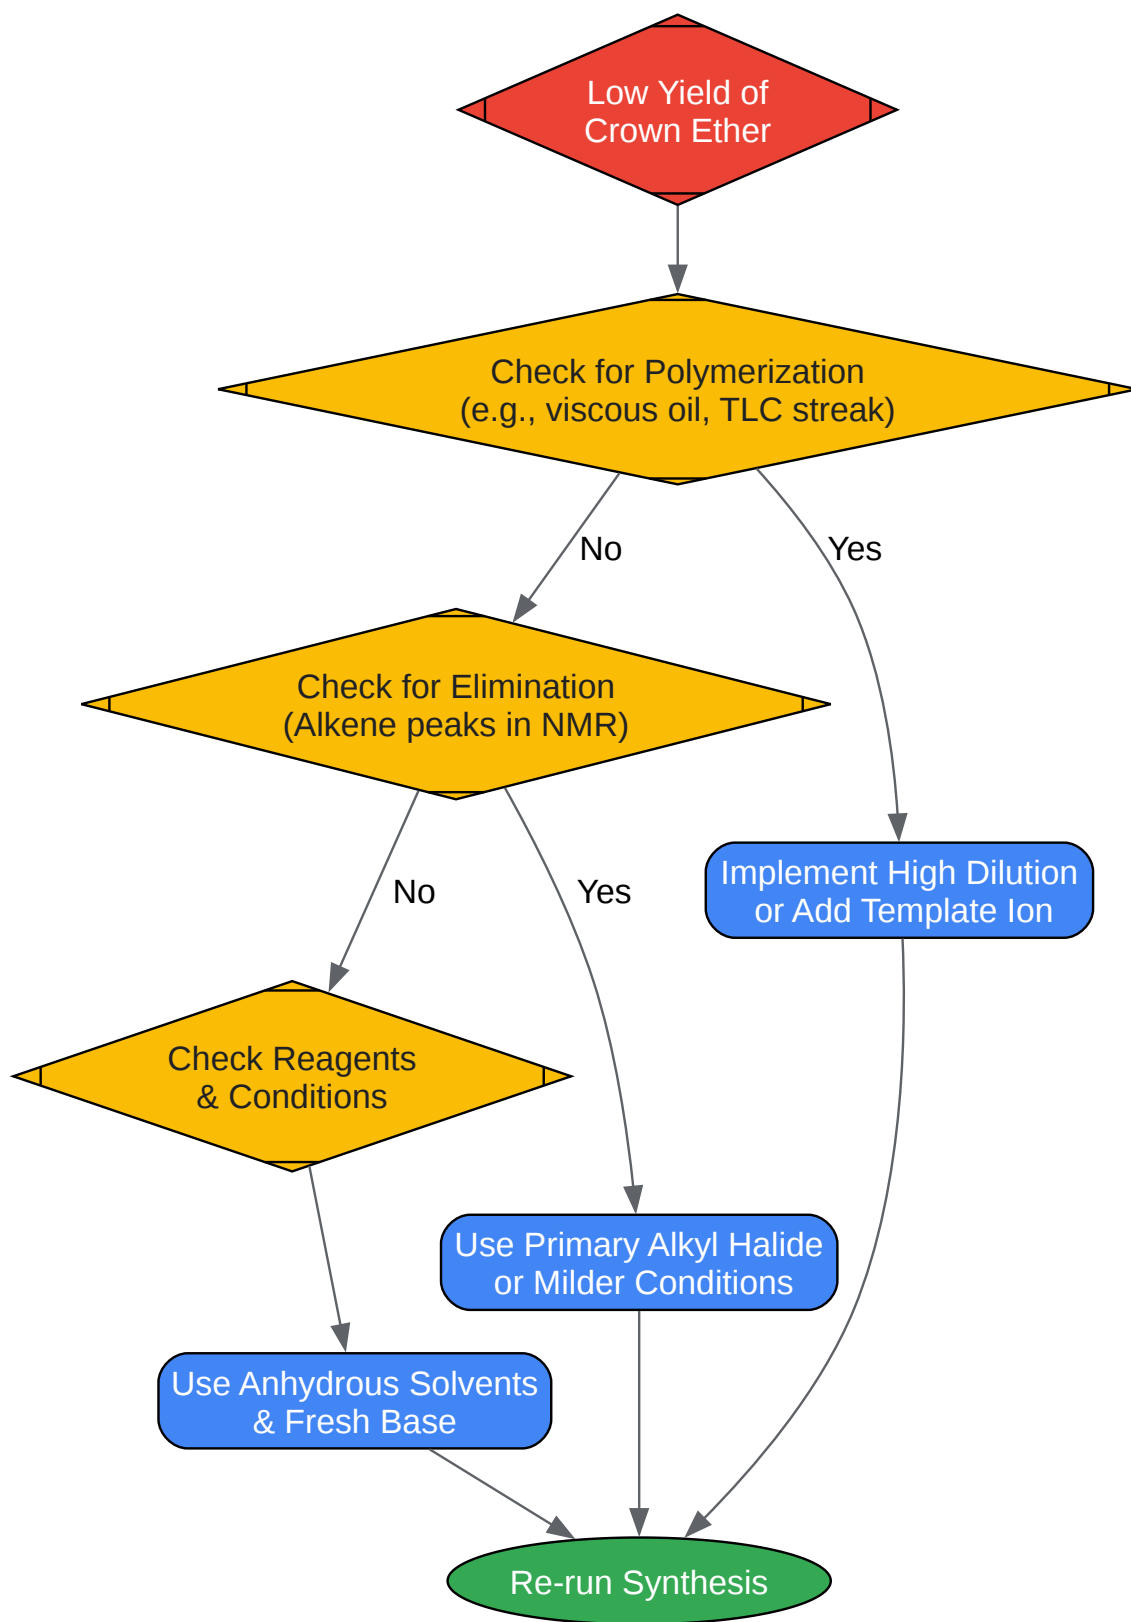 Low Yield of
Crown Ether
Check for Polymerization
(e.g., viscous oil, TLC streak)
No
Yes
Check for Elimination
(Alkene peaks in NMR)
Implement High Dilution
or Add Template Ion
No
Yes
Check Reagents
& Conditions
Use Primary Alkyl Halide
or Milder Conditions
Use Anhydrous Solvents
& Fresh Base
Re-run Synthesis